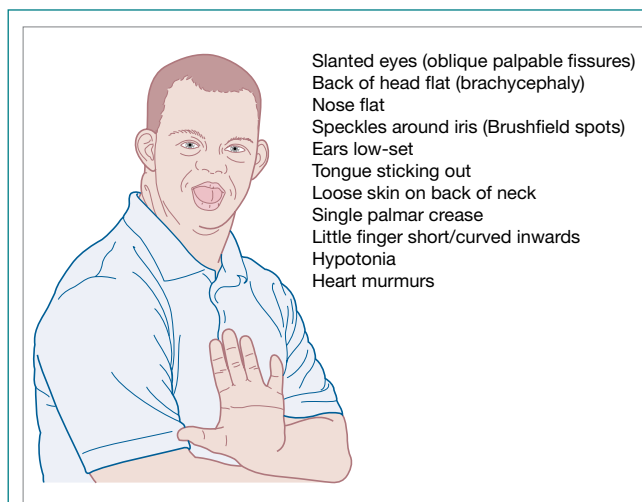 Slanted eyes (oblique palpable fissures)
Back of head flat (brachycephaly)
Nose flat
Speckles around iris (Brushfield spots)
Ears low-set
Tongue sticking out
Loose skin on back of neck
Single palmar crease
Little finger short/curved inwards
Hypotonia
Heart murmurs